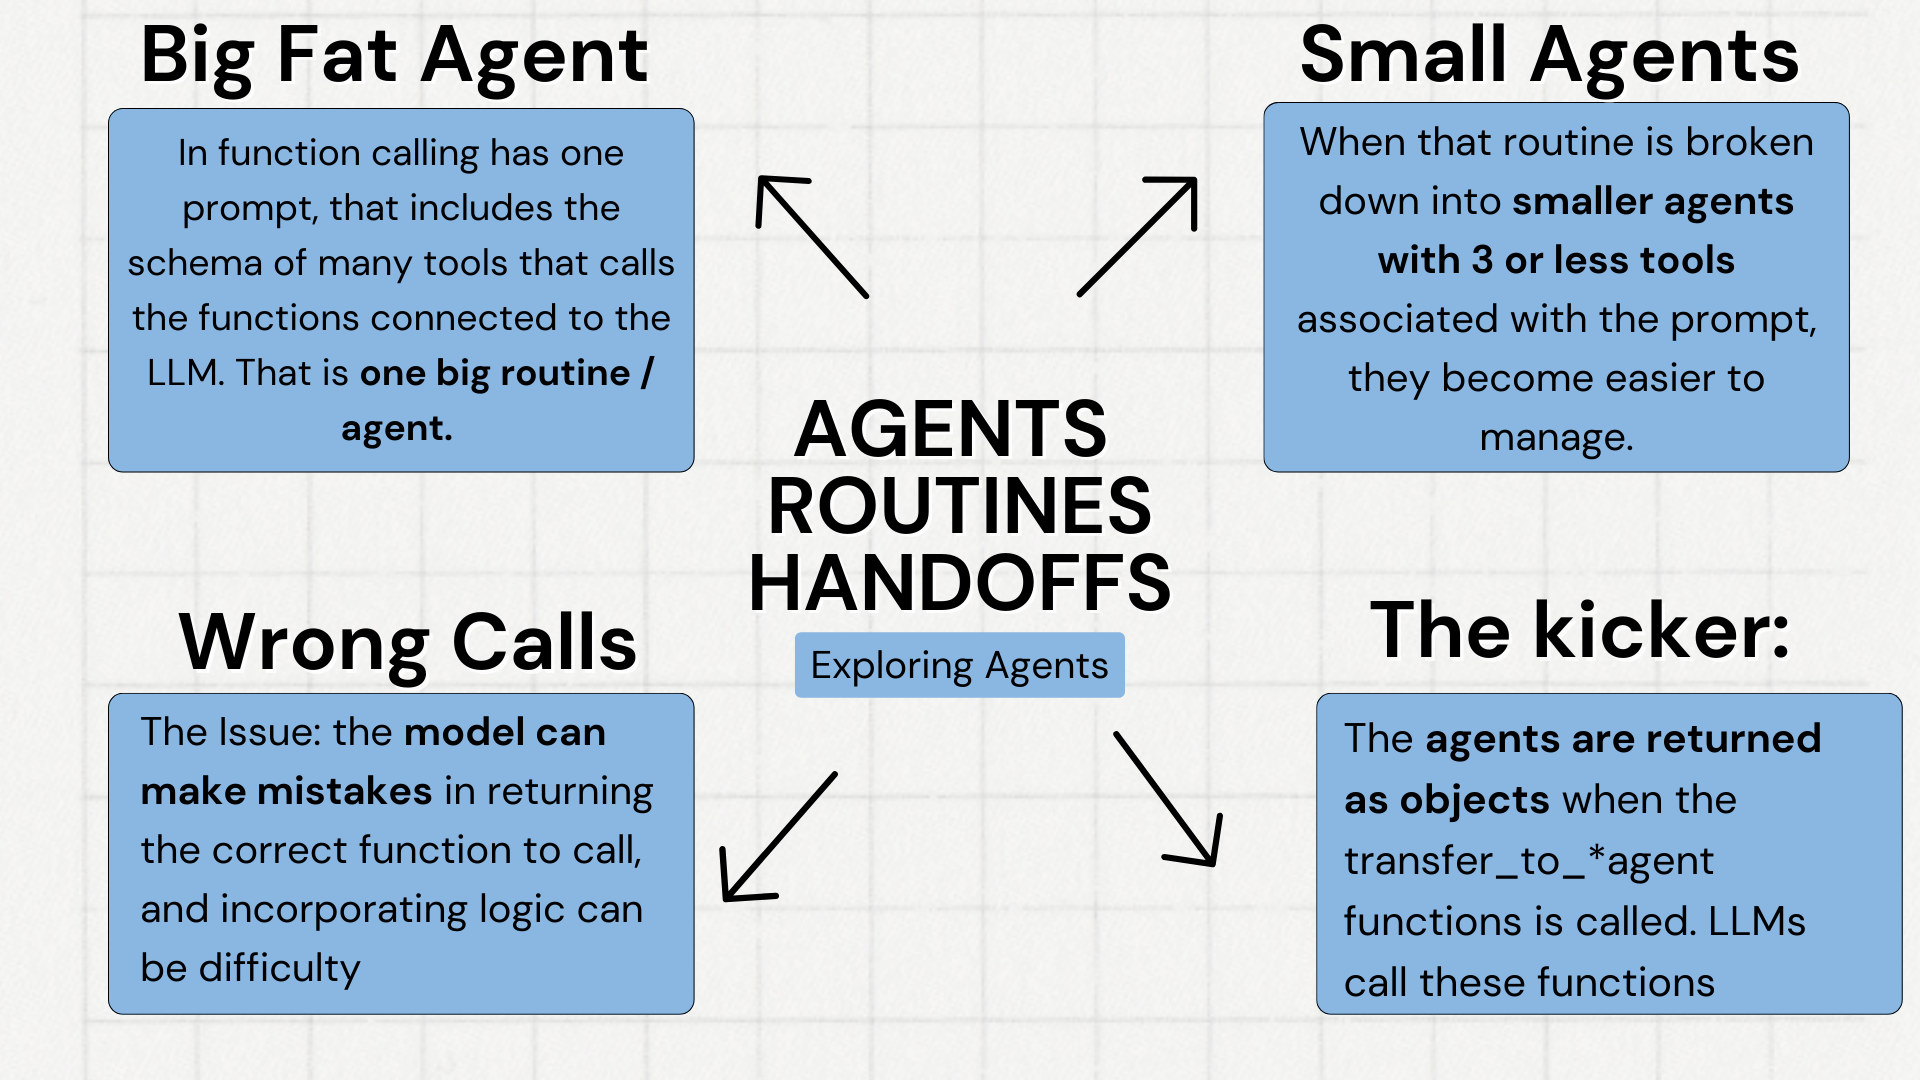 Big Fat Agent
In function calling has one
prompt, that includes the
schema of many tools that calls
the functions connected to the
LLM. That is one big routine /
agent.
Small Agents
When that routine is broken
down into smaller agents
with 3 or less tools
associated with the prompt,
they become easier to
manage.
AGENTS
ROUTINES
HANDOFFS
Exploring Agents
Wrong Calls
The Issue: the model can
make mistakes in returning
the correct function to call,
and incorporating logic can
be difficulty
The kicker:
The agents are returned
as objects when the
transfer_to_*agent
functions is called. LLMs
call these functions